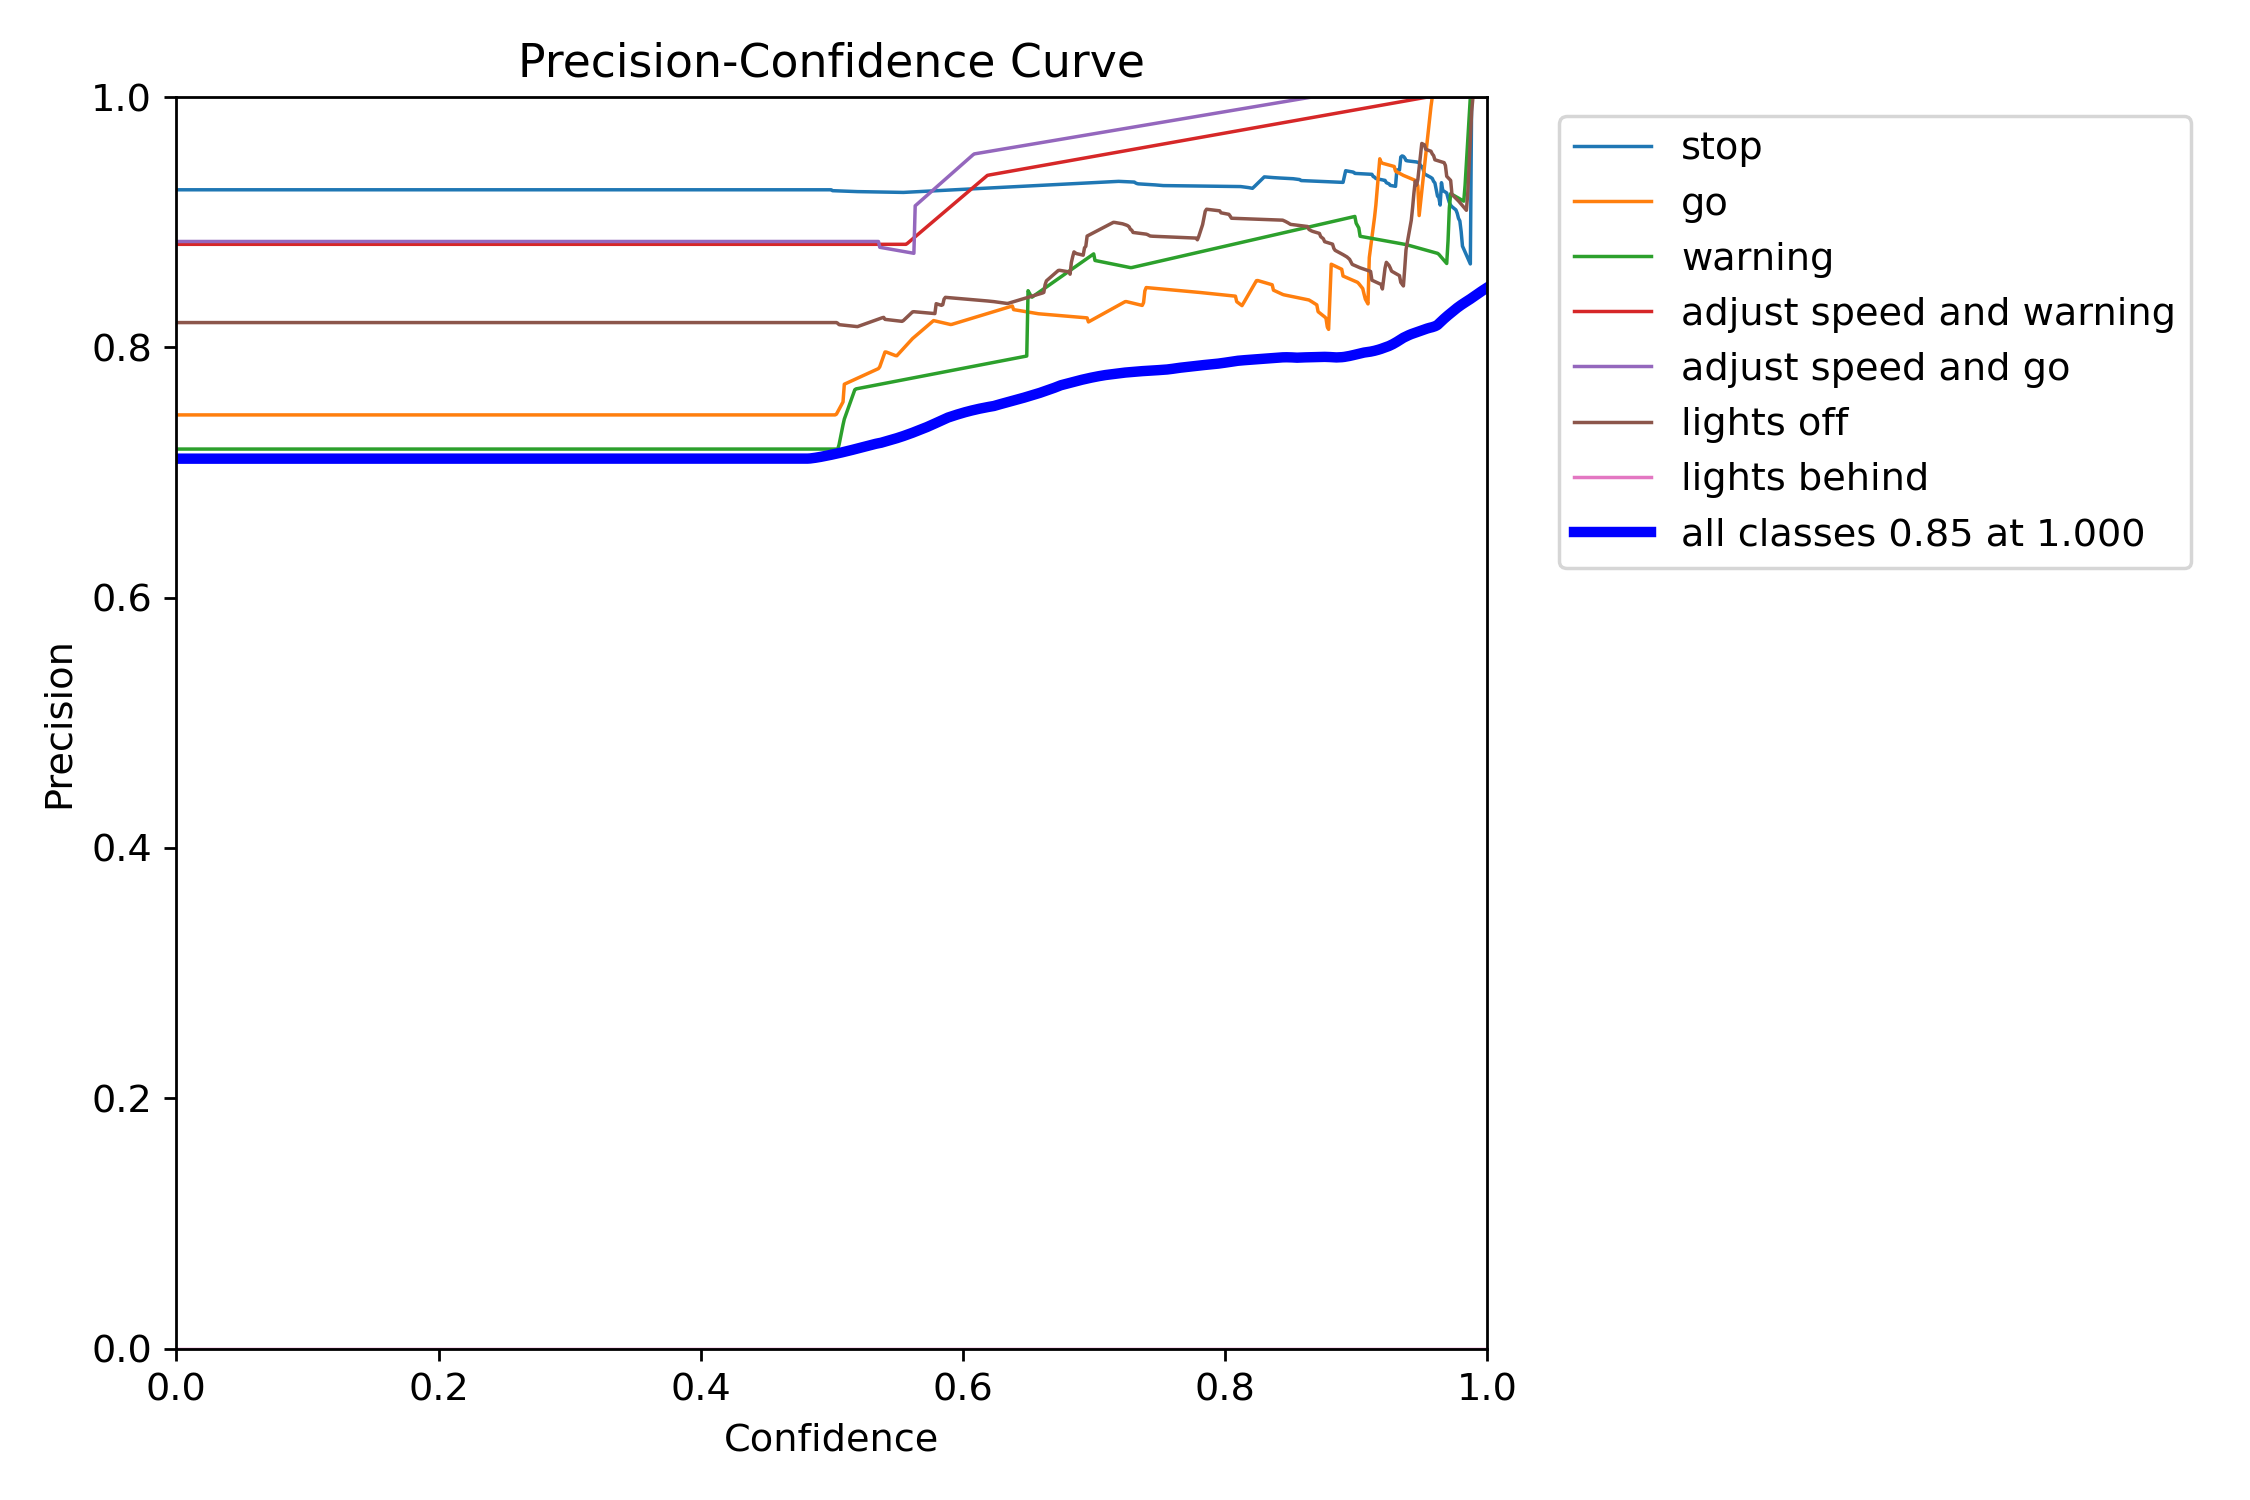 Precision-Confidence Curve
1.0
0.8
0.6
0.4
0.2
0.0
Precision
0.0 0.2 0.4 0.6 0.8 1.0
Confidence
stop
go
warning
adjust speed and warning
adjust speed and go
lights off
lights behind
all classes 0.85 at 1.000